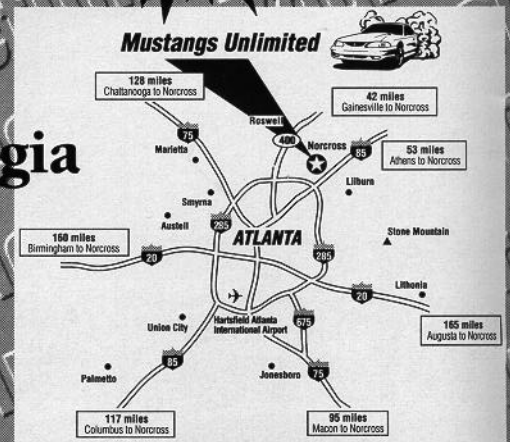 Mustangs Unlimited
128 miles
Chattanooga to Norcross
42 miles
Gainesville to Norcross
Roswell
400
Norcross
75
Marietta
85
53 miles
Athens to Norcross
gia
Lilburn
Smyrna
Austell
285
ATLANTA
Stone Mountain
160 miles
Birmingham to Norcross
20
285
Lithonia
20
Hartsfield Atlanta
International Airport
675
Union City
165 miles
Augusta to Norcross
85
Palmetto
Jonesboro
75
117 miles
Columbus to Norcross
95 miles
Macon to Norcross